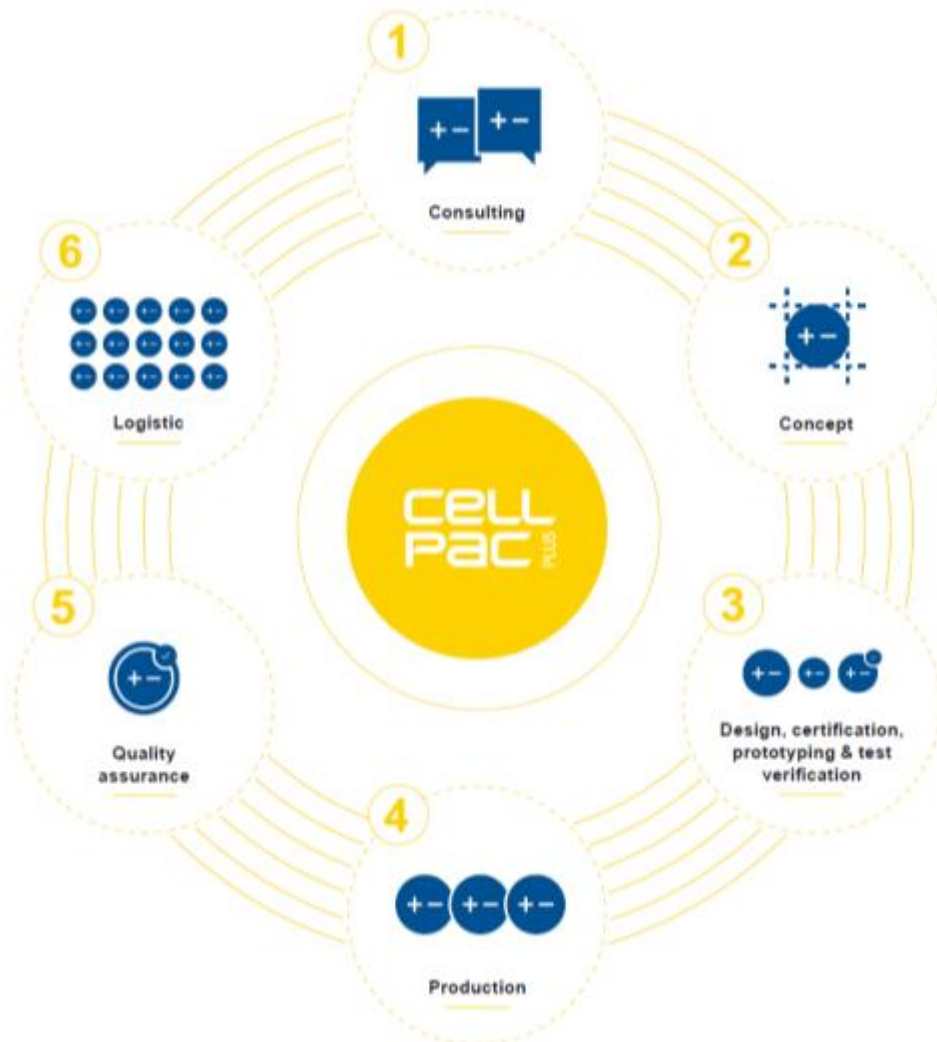 1
Consulting
2
Concept
3
Design, certification,
prototyping & test
verification
4
Production
5
Quality
assurance
6
Logistic
CELL
PAC PLUS